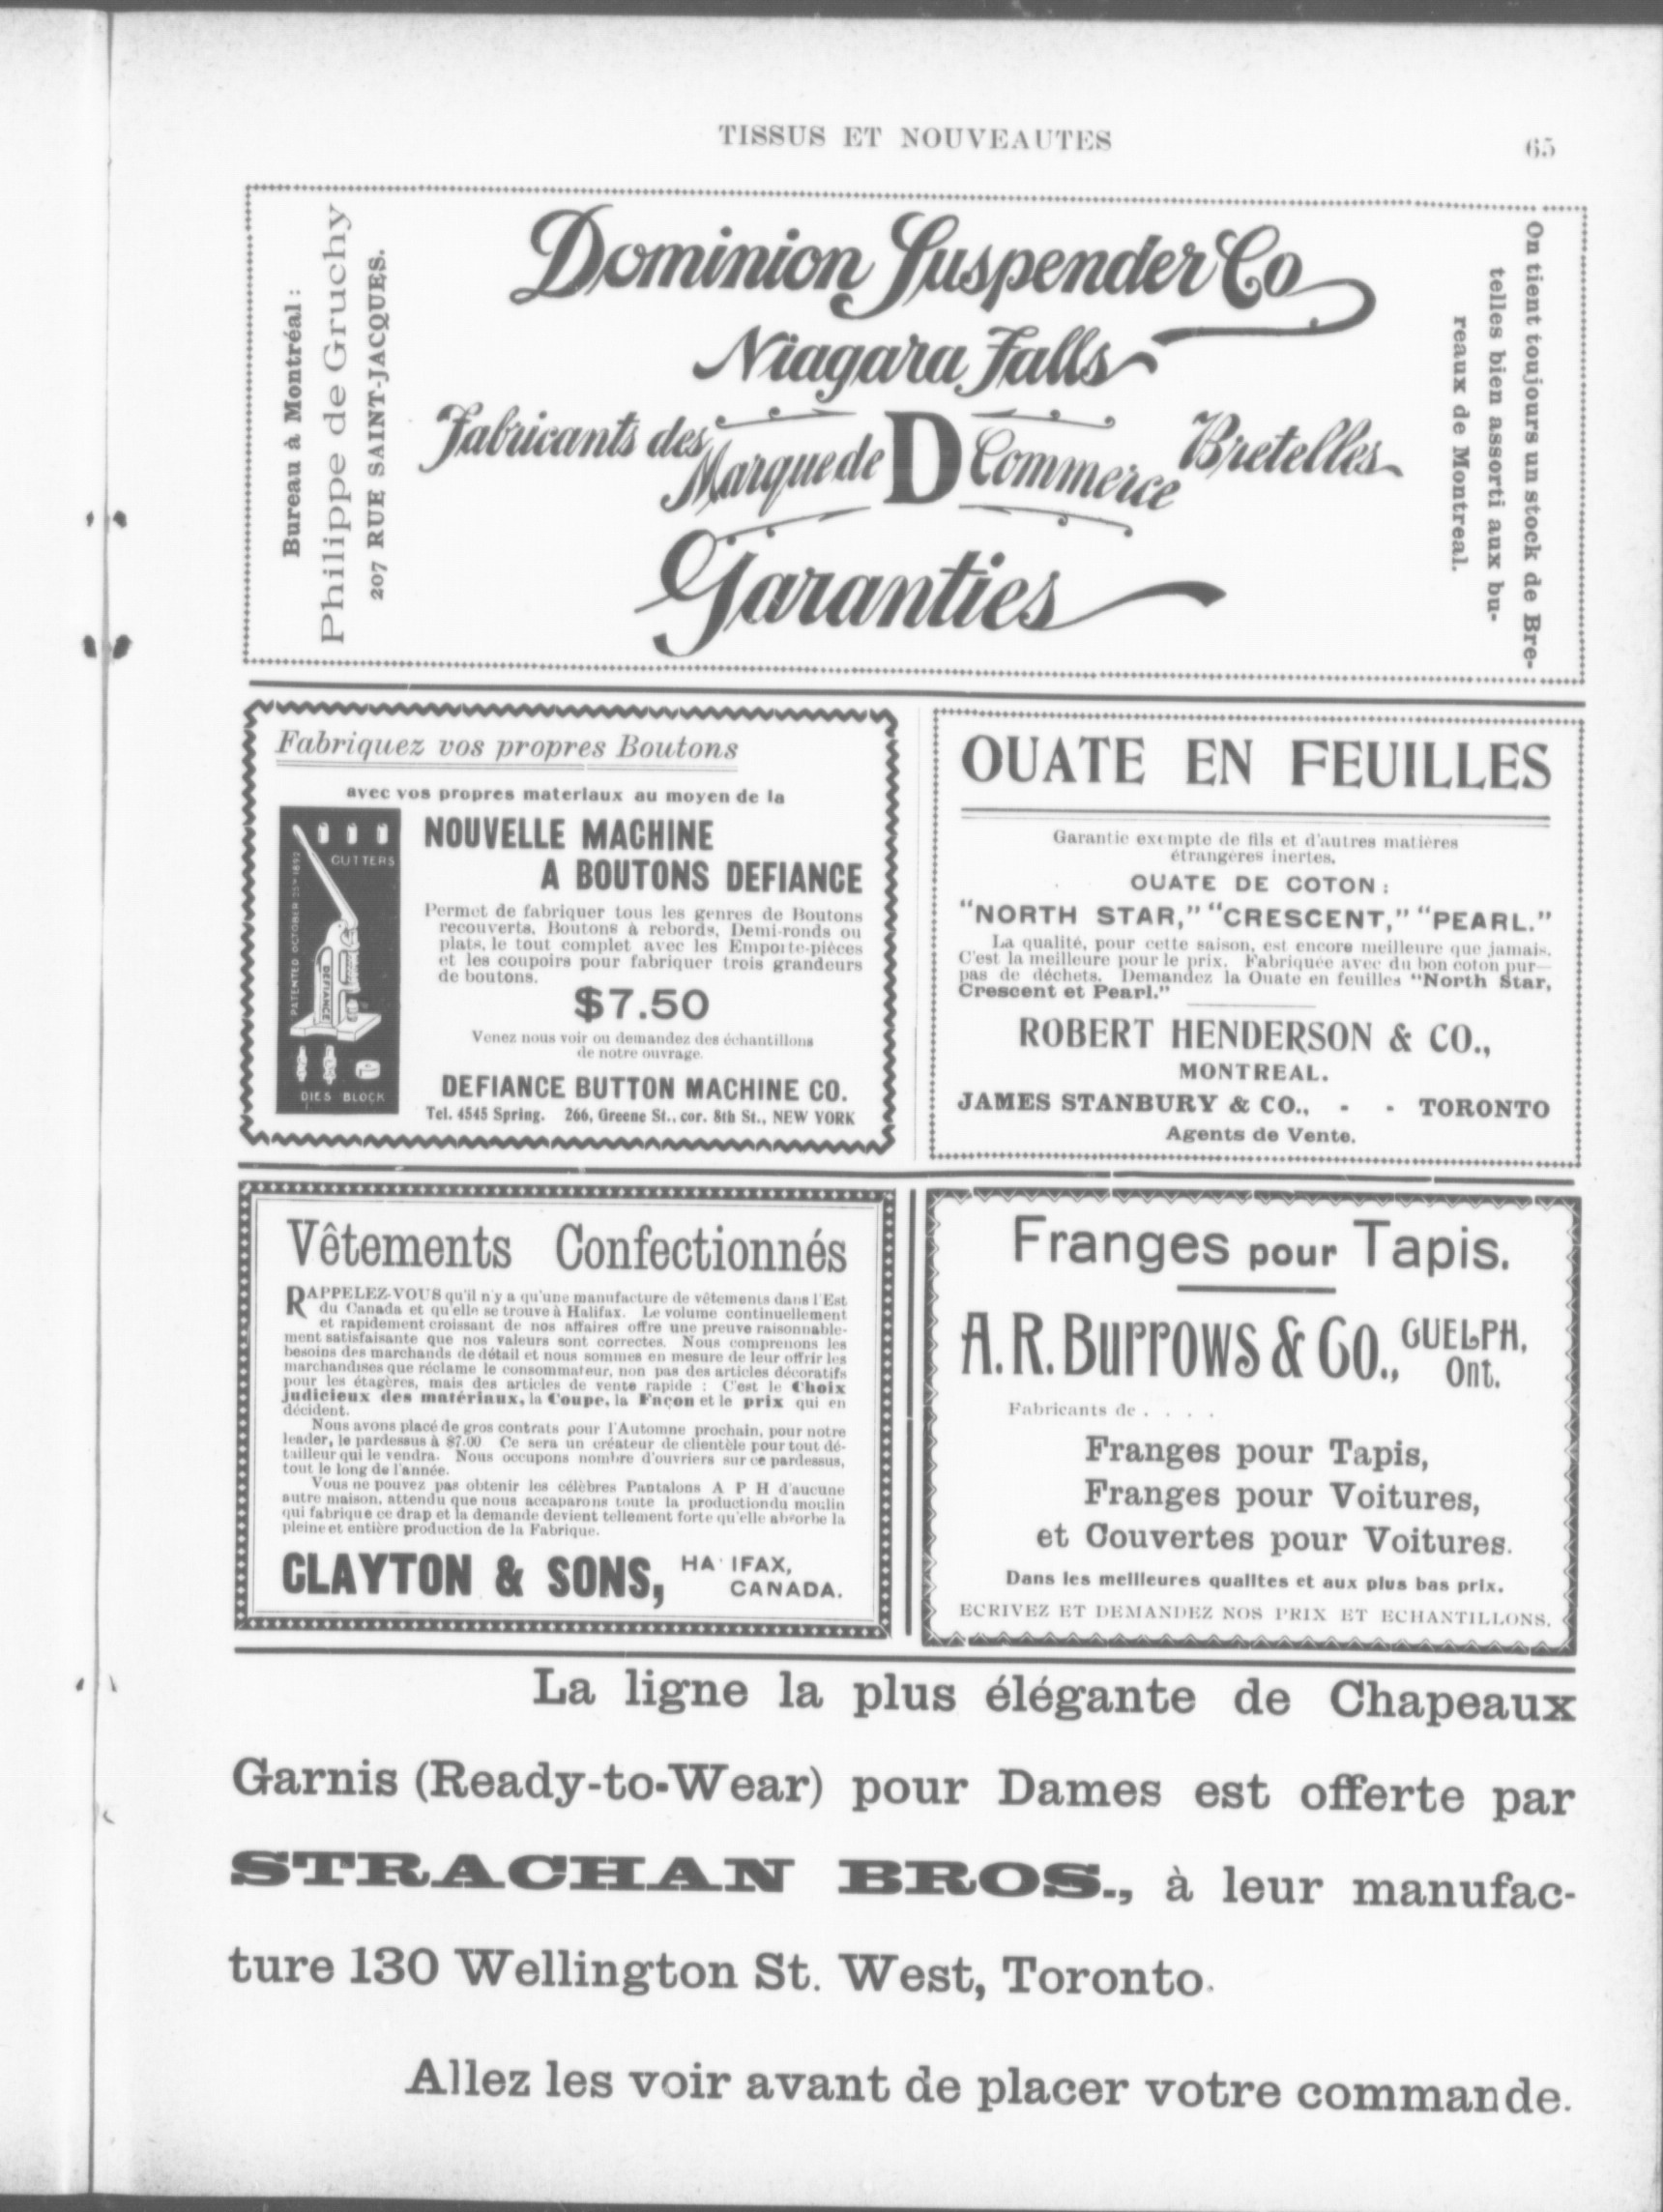 TISSUS ET NOUVEAUTES
65
Bureau à Montréal :
Philippe de Gruchy
207 RUE SAINT-JACQUES.
Dominion Suspender Co
Niagara Falls
Fabricants des Bretelles
Marque de D Commerce
Garanties
On tient toujours un stock de Bre-
telles bien assorti aux bu-
reaux de Montreal.
Fabriquez vos propres Boutons
avec vos propres materiaux au moyen de la
NOUVELLE MACHINE
A BOUTONS DEFIANCE
CUTTERS
PATENTED OCTOBER 25TH 1892
DEFIANCE
DIES BLOCK
Permet de fabriquer tous les genres de Boutons
recouverts, Boutons à rebords, Demi-ronds ou
plats, le tout complet avec les Emporte-pièces
et les coupoirs pour fabriquer trois grandeurs
de boutons.
$7.50
Venez nous voir ou demandez des échantillons
de notre ouvrage.
DEFIANCE BUTTON MACHINE CO.
Tel. 4545 Spring. 266, Greene St., cor. 8th St., NEW YORK
OUATE EN FEUILLES
Garantie exempte de fils et d'autres matières
étrangères inertes.
OUATE DE COTON :
"NORTH STAR," "CRESCENT," "PEARL."
La qualité, pour cette saison, est encore meilleure que jamais.
C'est la meilleure pour le prix. Fabriquée avec du bon coton pur—
pas de déchets. Demandez la Ouate en feuilles "North Star,
Crescent et Pearl."
ROBERT HENDERSON & CO.,
MONTREAL.
JAMES STANBURY & CO., - - TORONTO
Agents de Vente.
Vêtements Confectionnés
RAPPELEZ-VOUS qu'il n'y a qu'une manufacture de vêtements dans l'Est
du Canada et qu'elle se trouve à Halifax. Le volume continuellement
et rapidement croissant de nos affaires offre une preuve raisonnable-
ment satisfaisante que nos valeurs sont correctes. Nous comprenons les
besoins des marchands de détail et nous sommes en mesure de leur offrir les
marchandises que réclame le consommateur, non pas des articles décoratifs
pour les étagères, mais des articles de vente rapide : C'est le Choix
judicieux des matériaux, la Coupe, la Façon et le prix qui en
décident.
Nous avons placé de gros contrats pour l'Automne prochain, pour notre
leader, le pardessus à $7.00 Ce sera un créateur de clientèle pour tout dé-
tailleur qui le vendra. Nous occupons nombre d'ouvriers sur ce pardessus,
tout le long de l'année.
Vous ne pouvez pas obtenir les célèbres Pantalons A P H d'aucune
autre maison, attendu que nous accaparons toute la productiondu moulin
qui fabrique ce drap et la demande devient tellement forte qu'elle absorbe la
pleine et entière production de la Fabrique.
CLAYTON & SONS, HA IFAX,
CANADA.
Franges pour Tapis.
A. R. Burrows & Co., GUELPH,
Ont.
Fabricants de . . . .
Franges pour Tapis,
Franges pour Voitures,
et Couvertes pour Voitures.
Dans les meilleures qualites et aux plus bas prix.
ECRIVEZ ET DEMANDEZ NOS PRIX ET ECHANTILLONS.
La ligne la plus élégante de Chapeaux
Garnis (Ready-to-Wear) pour Dames est offerte par
STRACHAN BROS., à leur manufac-
ture 130 Wellington St. West, Toronto.
Allez les voir avant de placer votre commande.